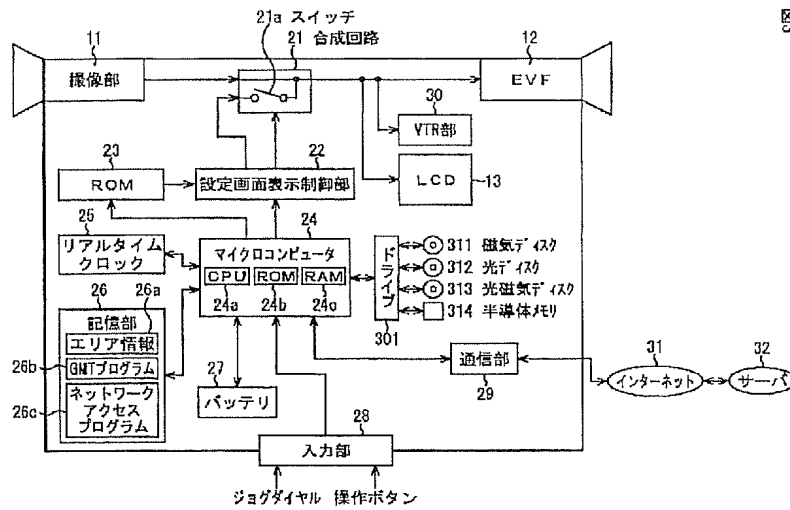 図3
21a スイッチ
21 合成回路
11
撮像部
12
EVF
30
VTR部
LCD
13
23
ROM
22
設定画面表示制御部
25
リアルタイム
クロック
24
マイクロコンピュータ
CPU
ROM
RAM
24a
24b
24c
ドライブ
301
311 磁気ディスク
312 光ディスク
313 光磁気ディスク
314 半導体メモリ
26
26a
記憶部
エリア情報
26b
GMTプログラム
26c
ネットワーク
アクセス
プログラム
27
バッテリ
通信部
29
31
インターネット
32
サーバ
28
入力部
ジョグダイヤル
操作ボタン